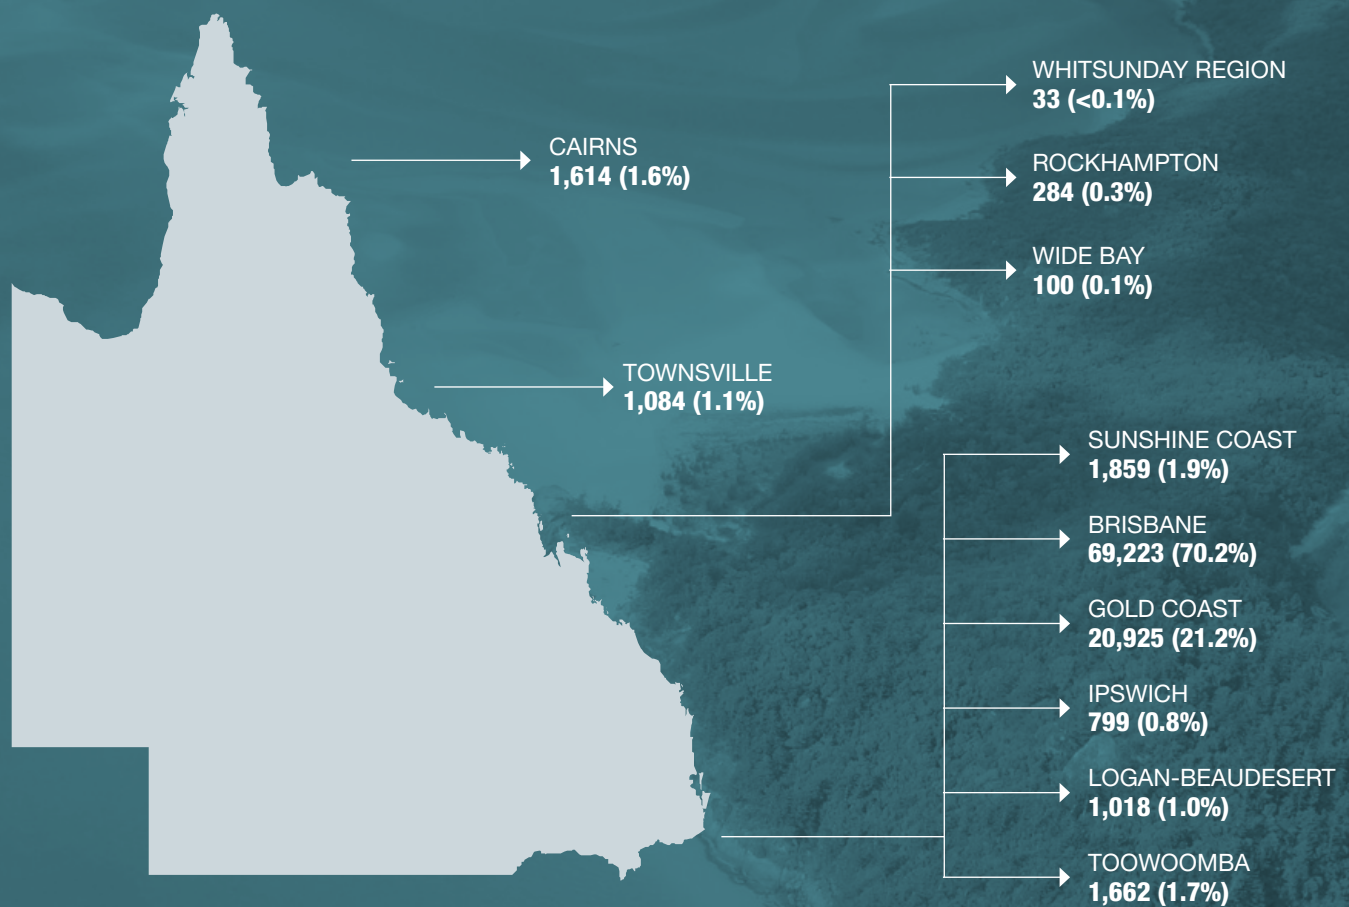 CAIRNS
1,614 (1.6%)
TOWNSVILLE
1,084 (1.1%)
WHITSUNDAY REGION
33 (<0.1%)
ROCKHAMPTON
284 (0.3%)
WIDE BAY
100 (0.1%)
SUNSHINE COAST
1,859 (1.9%)
BRISBANE
69,223 (70.2%)
GOLD COAST
20,925 (21.2%)
IPSWICH
799 (0.8%)
LOGAN-BEAUDESERT
1,018 (1.0%)
TOOWOOMBA
1,662 (1.7%)